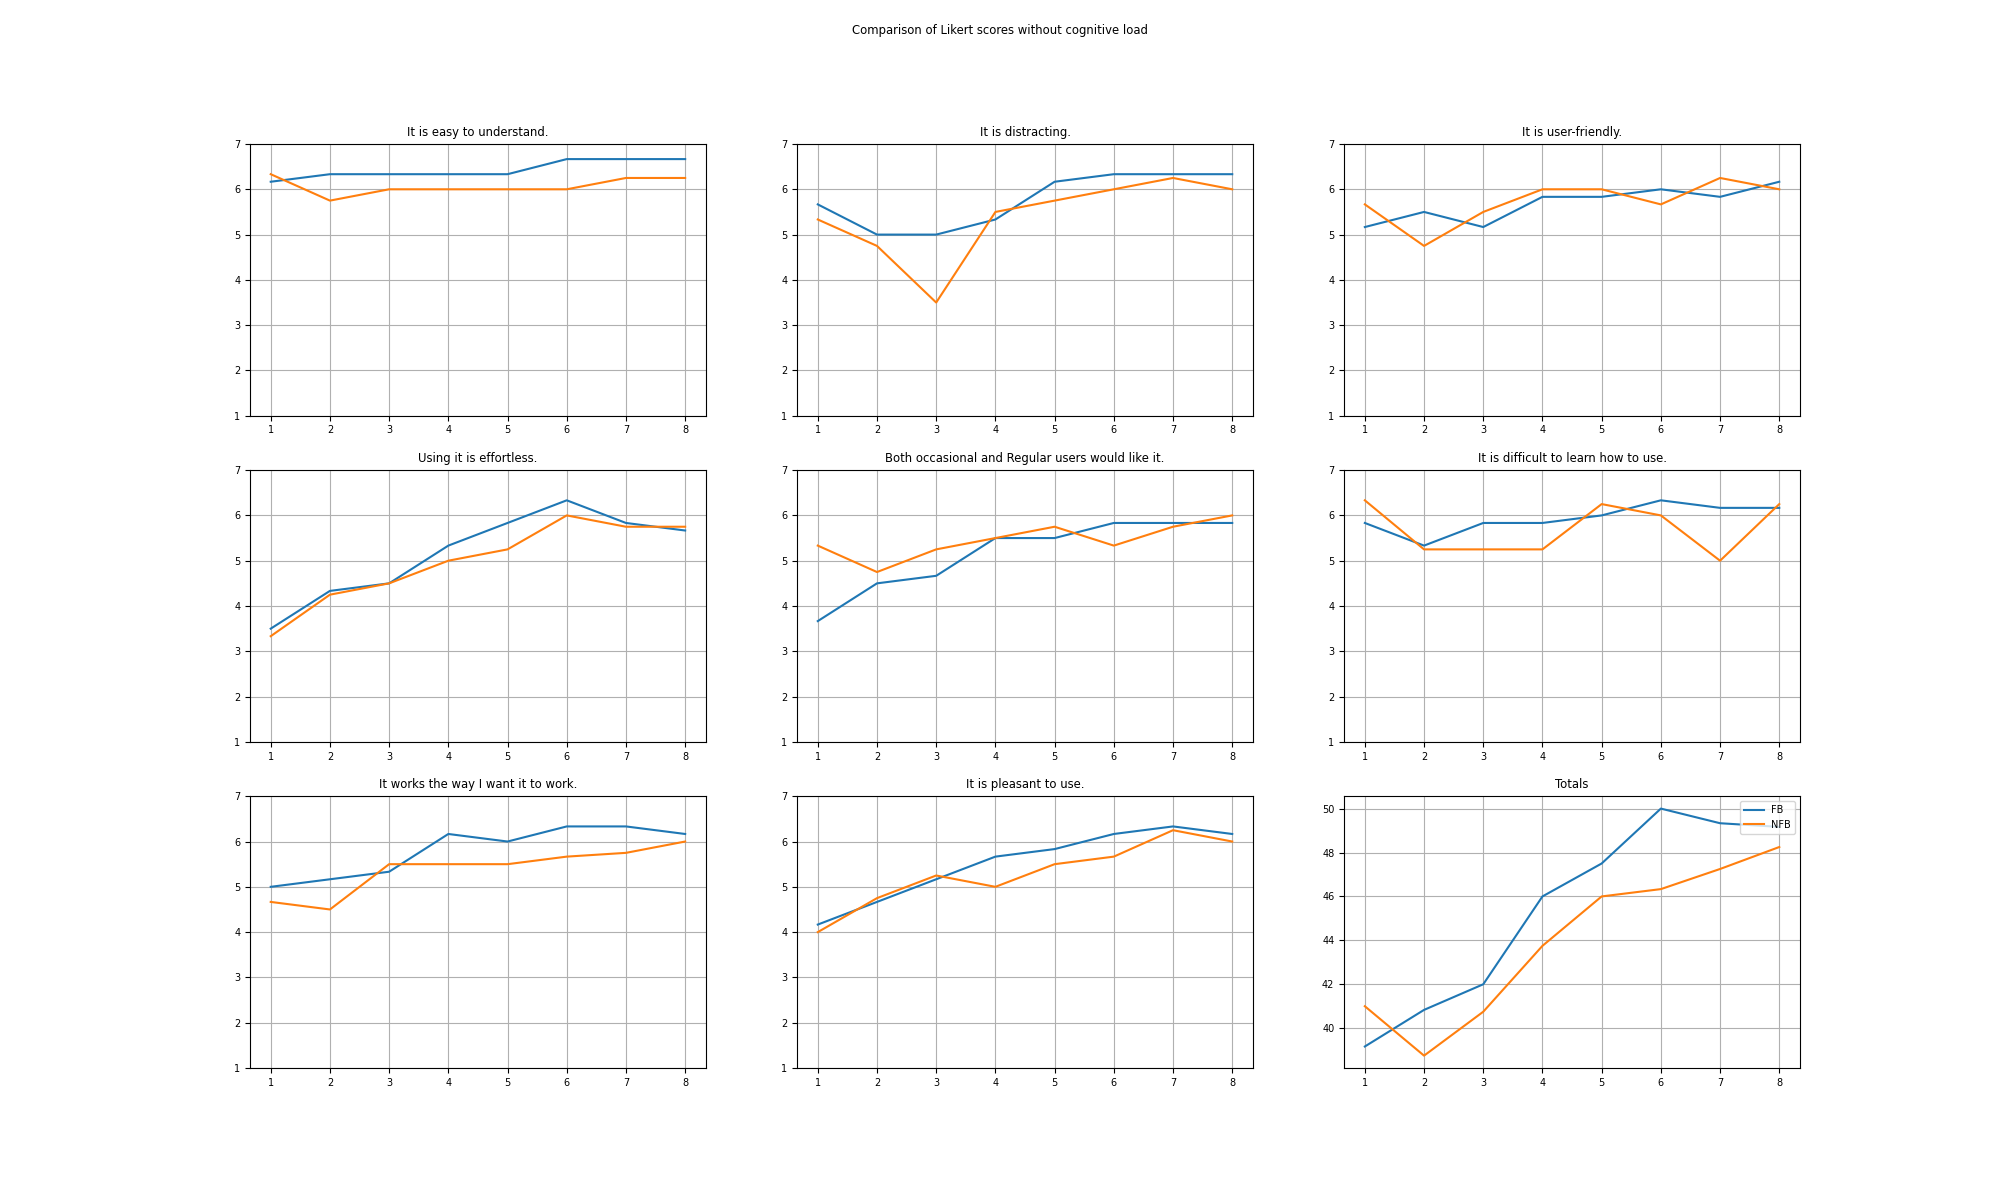 Comparison of Likert scores without cognitive load
It is easy to understand.
7
6
5
4
3
2
1
1 2 3 4 5 6 7 8
It is distracting.
7
6
5
4
3
2
1
1 2 3 4 5 6 7 8
It is user-friendly.
7
6
5
4
3
2
1
1 2 3 4 5 6 7 8
Using it is effortless.
7
6
5
4
3
2
1
1 2 3 4 5 6 7 8
Both occasional and Regular users would like it.
7
6
5
4
3
2
1
1 2 3 4 5 6 7 8
It is difficult to learn how to use.
7
6
5
4
3
2
1
1 2 3 4 5 6 7 8
It works the way I want it to work.
7
6
5
4
3
2
1
1 2 3 4 5 6 7 8
It is pleasant to use.
7
6
5
4
3
2
1
1 2 3 4 5 6 7 8
Totals
50
48
46
44
42
40
1 2 3 4 5 6 7 8
FB
NFB